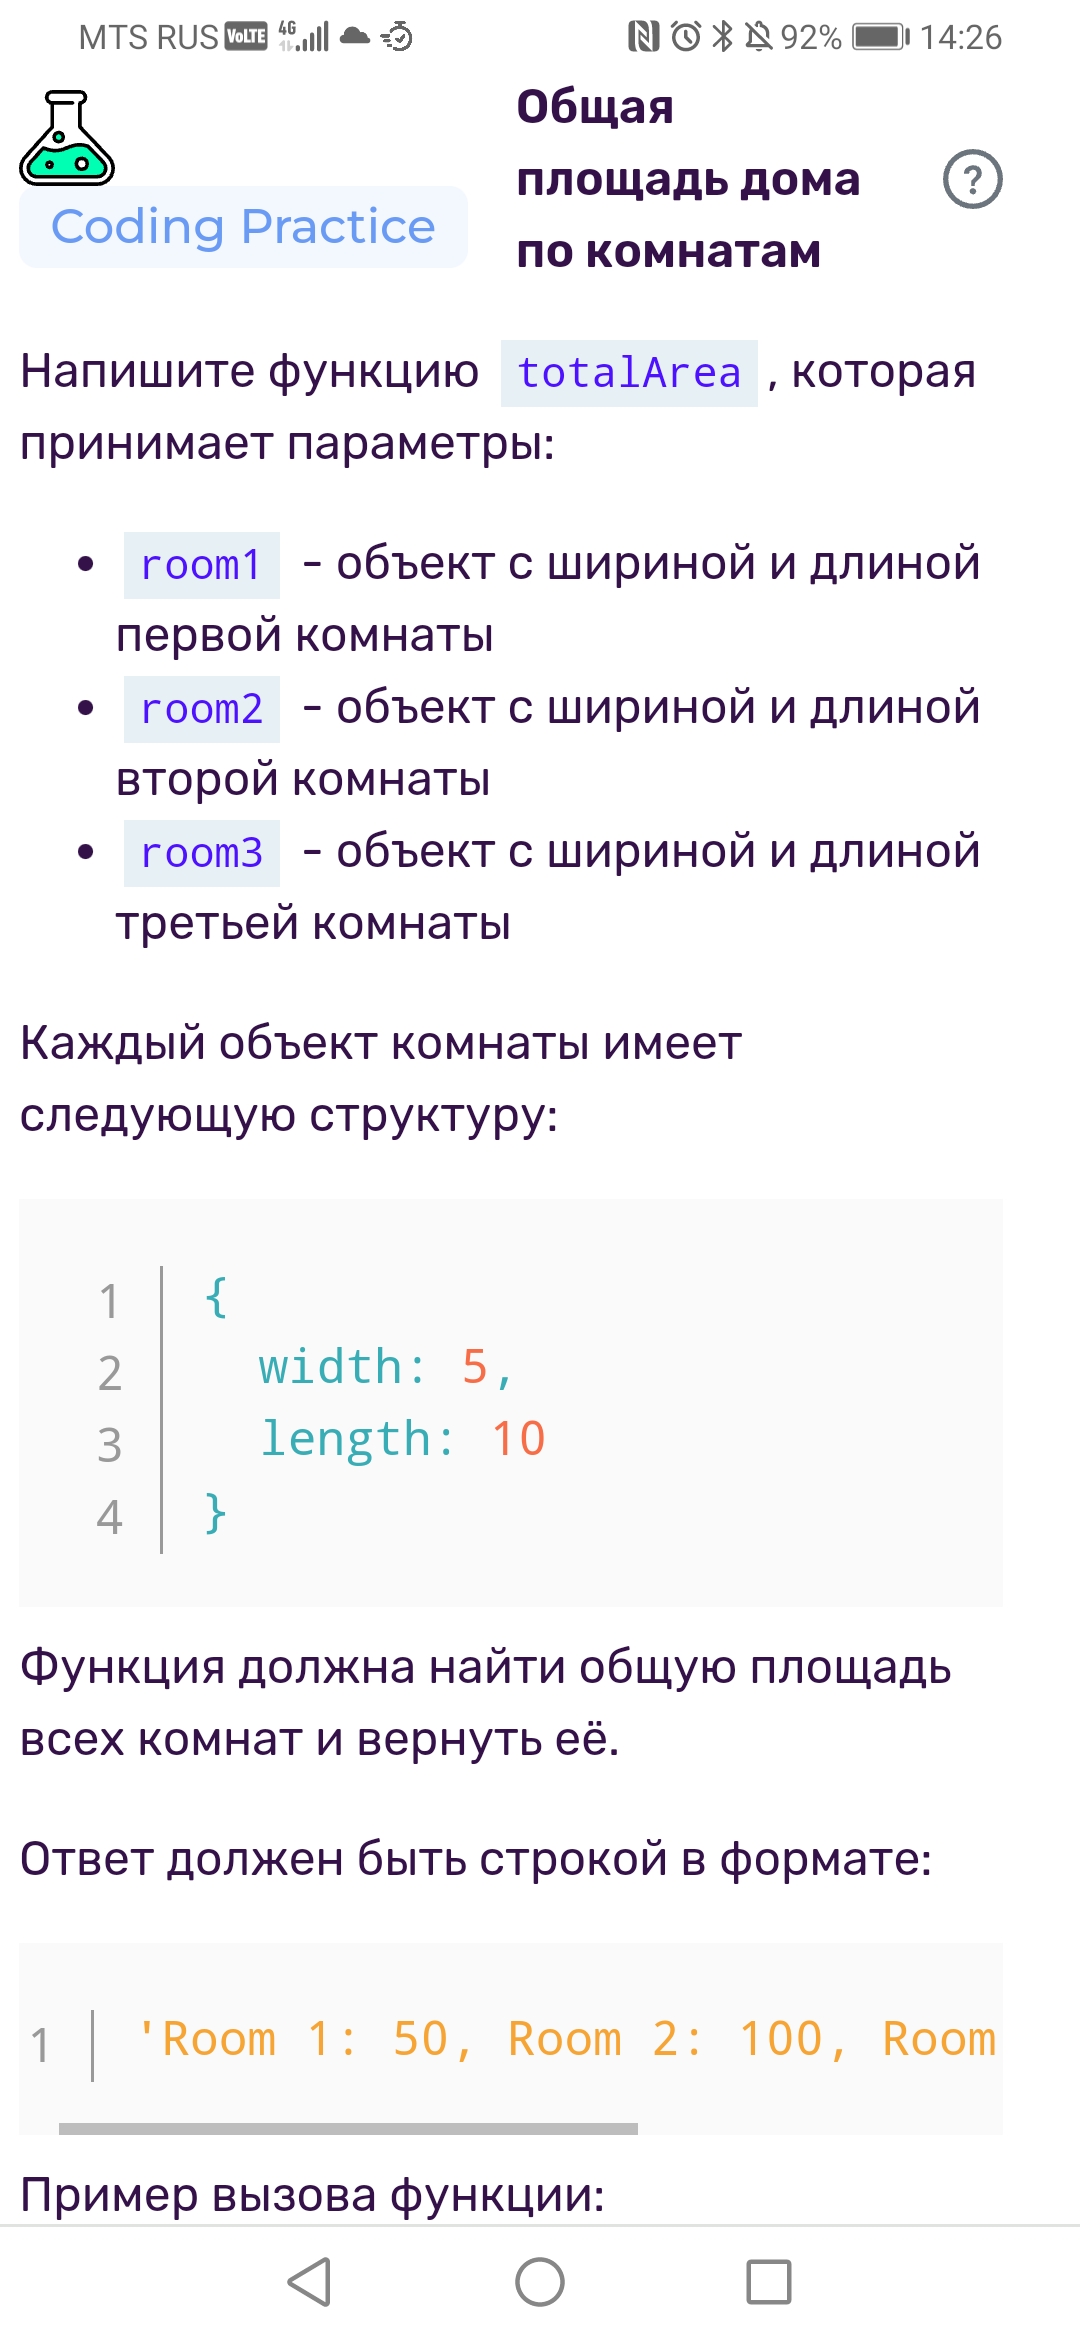 MTS RUS VoLTE 4G 92% 14:26
Общая
площадь дома
по комнатам
?
Coding Practice
Напишите функцию totalArea, которая
принимает параметры:
• room1 - объект с шириной и длиной
первой комнаты
• room2 - объект с шириной и длиной
второй комнаты
• room3 - объект с шириной и длиной
третьей комнаты
Каждый объект комнаты имеет
следующую структуру:
1 {
2 width: 5,
3 length: 10
4 }
Функция должна найти общую площадь
всех комнат и вернуть её.
Ответ должен быть строкой в формате:
1 'Room 1: 50, Room 2: 100, Room
Пример вызова функции: